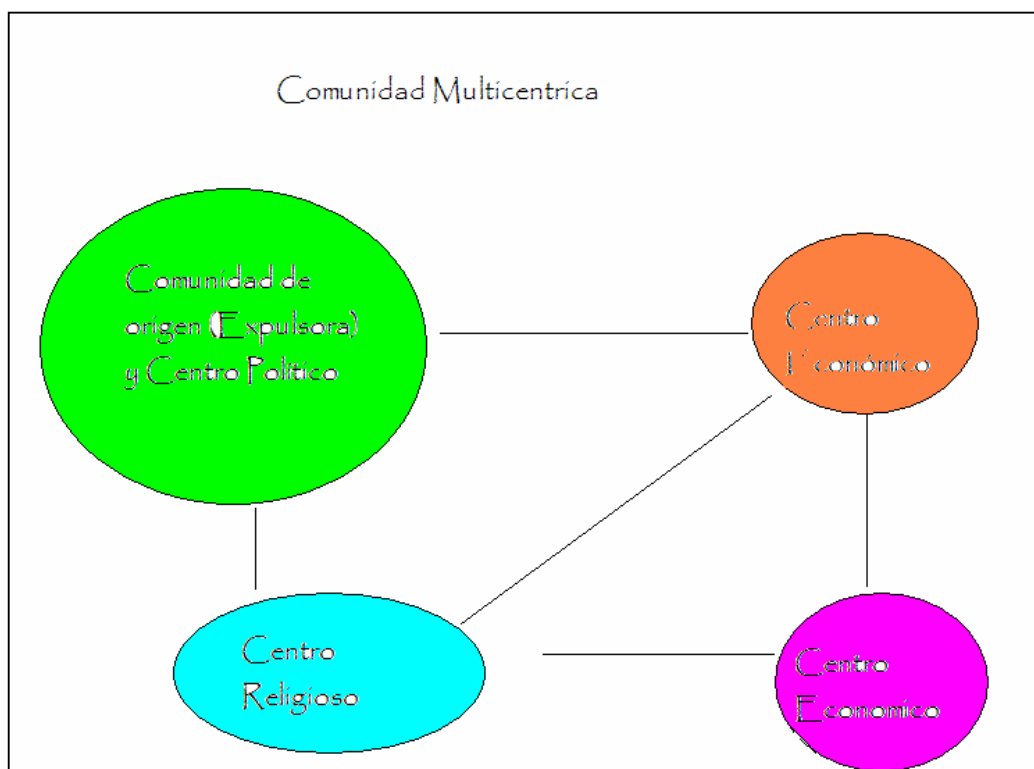 Comunidad Multicentrica
Comunidad de
origen (Expulsora)
y Centro Político
Centro
Económico
Centro
Religioso
Centro
Economico